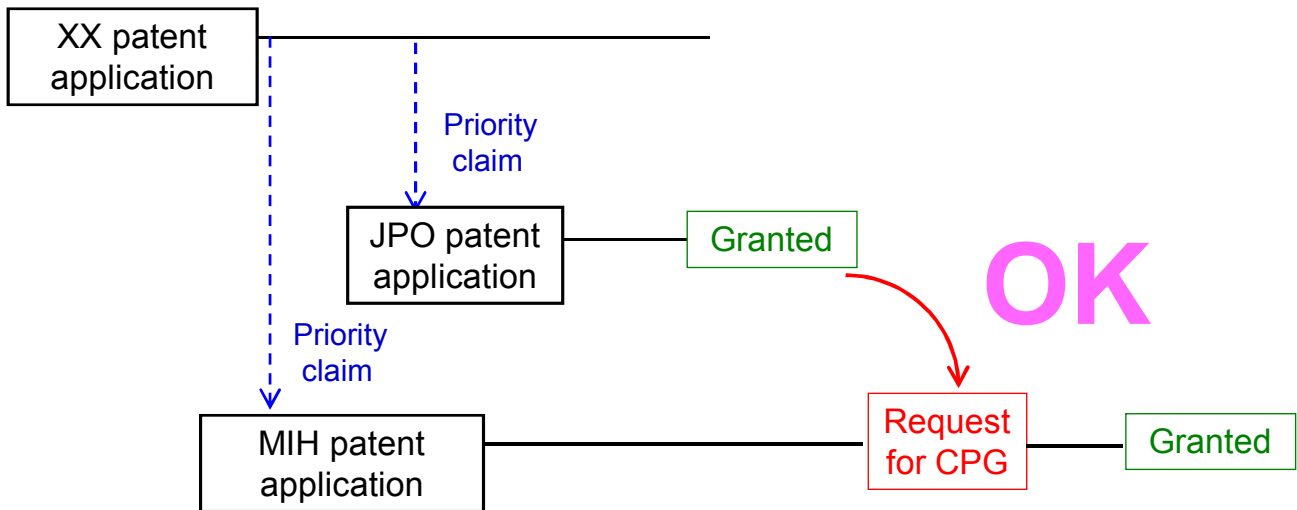 XX patent
application
Priority
claim
JPO patent
application
Granted
OK
Priority
claim
MIH patent
application
Request
for CPG
Granted